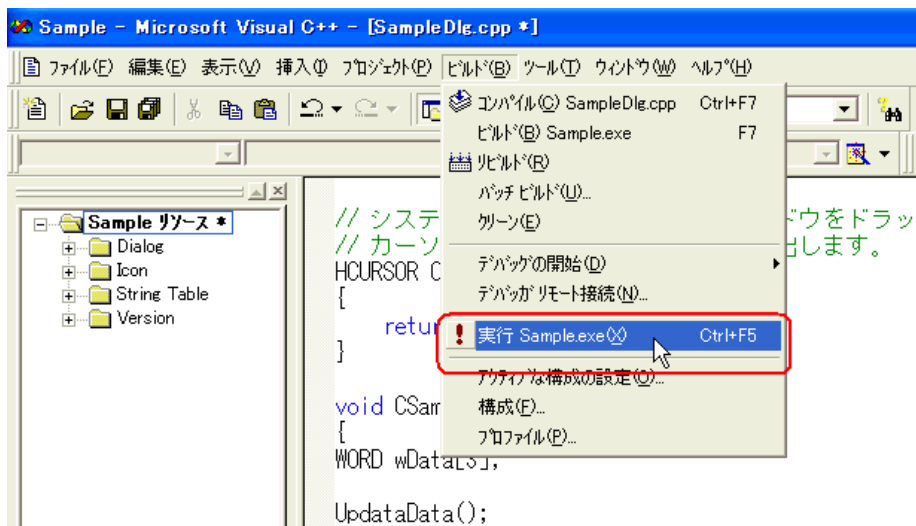 Sample - Microsoft Visual C++ - [SampleDlg.cpp *]
ﾌｧｲﾙ(F) 編集(E) 表示(V) 挿入(I) ﾌﾟﾛｼﾞｪｸﾄ(P) ﾋﾞﾙﾄﾞ(B) ﾂｰﾙ(T) ｳｨﾝﾄﾞｳ(W) ﾍﾙﾌﾟ(H)
ｺﾝﾊﾟｲﾙ(C) SampleDlg.cpp Ctrl+F7
ﾋﾞﾙﾄﾞ(B) Sample.exe F7
ﾘﾋﾞﾙﾄﾞ(R)
ﾊﾞｯﾁ ﾋﾞﾙﾄﾞ(U)...
ｸﾘｰﾝ(E)
ﾃﾞﾊﾞｯｸﾞの開始(D)
ﾃﾞﾊﾞｯｶﾞ ﾘﾓｰﾄ接続(N)...
実行 Sample.exe(X) Ctrl+F5
ｱｸﾃｨﾌﾞな構成の設定(O)...
構成(F)...
ﾌﾟﾛﾌｧｲﾙ(P)...
Sample ﾘｿｰｽ *
Dialog
Icon
String Table
Version
// システ ドウをドラッ
// カーソ 出します。
HCURSOR C
{
retur
}
void CSam
{
WORD wData[3],
UpdataData();